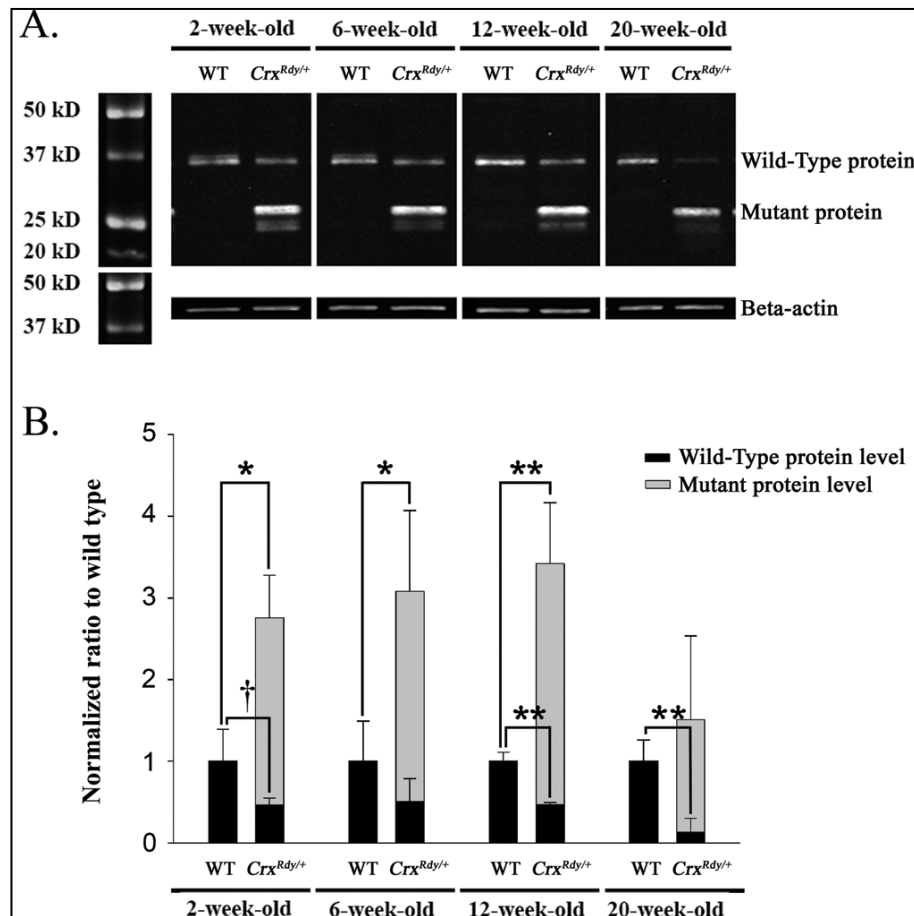 A.
2-week-old 6-week-old 12-week-old 20-week-old
WT Crx^Rdy/+ WT Crx^Rdy/+ WT Crx^Rdy/+ WT Crx^Rdy/+
50 kD
37 kD
Wild-Type protein
25 kD
Mutant protein
20 kD
50 kD
37 kD
Beta-actin
B.
Normalized ratio to wild type
5
4
3
2
1
0
* * ** 
† ** **
Wild-Type protein level
Mutant protein level
WT Crx^Rdy/+ WT Crx^Rdy/+ WT Crx^Rdy/+ WT Crx^Rdy/+
2-week-old 6-week-old 12-week-old 20-week-old